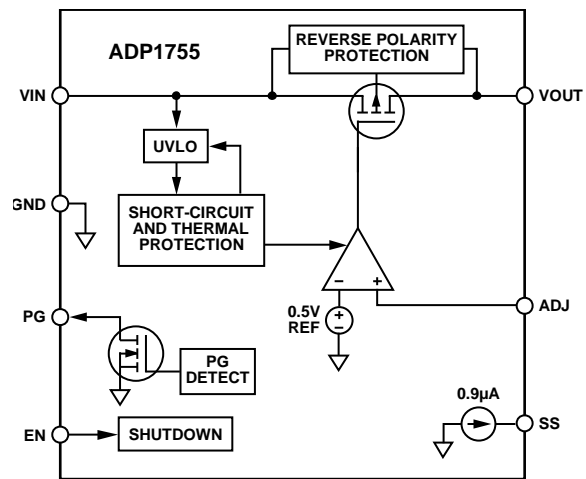 ADP1755
REVERSE POLARITY
PROTECTION
VIN
VOUT
UVLO
GND
SHORT-CIRCUIT
AND THERMAL
PROTECTION
–
+
0.5V
REF
+
–
ADJ
PG
PG
DETECT
0.9µA
SS
EN
SHUTDOWN